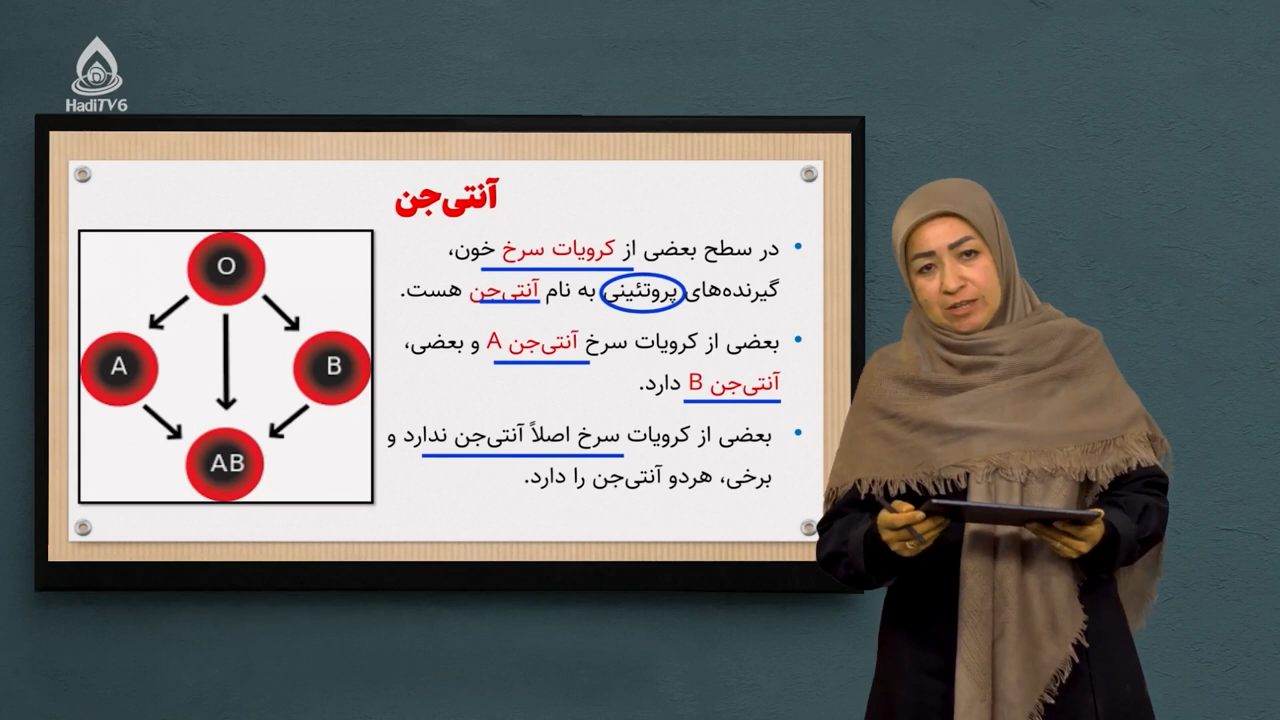 HadiTV6
آنتی‌جن
در سطح بعضی از کرویات سرخ خون،
گیرنده‌های پروتئینی به نام آنتی‌جن هست.
بعضی از کرویات سرخ آنتی‌جن A و بعضی،
آنتی‌جن B دارد.
بعضی از کرویات سرخ اصلاً آنتی‌جن ندارد و
برخی، هردو آنتی‌جن را دارد.
O
A
B
AB